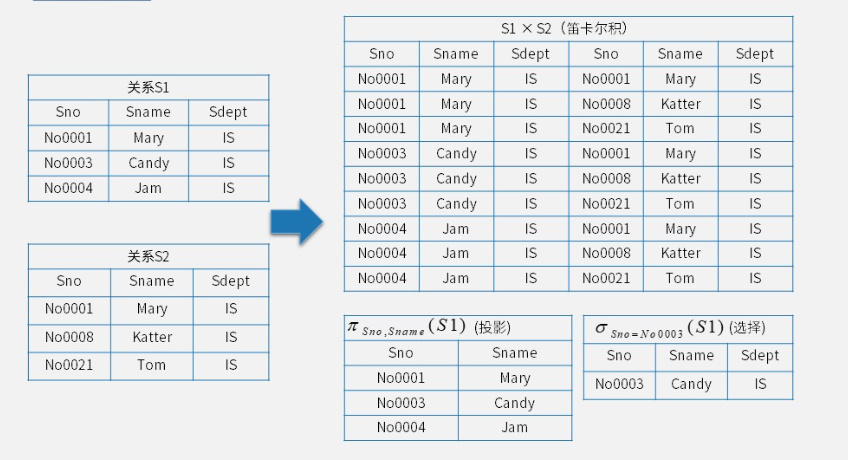 关系S1
Sno Sname Sdept
No0001 Mary IS
No0003 Candy IS
No0004 Jam IS
关系S2
Sno Sname Sdept
No0001 Mary IS
No0008 Katter IS
No0021 Tom IS
S1 × S2（笛卡尔积）
Sno Sname Sdept Sno Sname Sdept
No0001 Mary IS No0001 Mary IS
No0001 Mary IS No0008 Katter IS
No0001 Mary IS No0021 Tom IS
No0003 Candy IS No0001 Mary IS
No0003 Candy IS No0008 Katter IS
No0003 Candy IS No0021 Tom IS
No0004 Jam IS No0001 Mary IS
No0004 Jam IS No0008 Katter IS
No0004 Jam IS No0021 Tom IS
π Sno,Sname (S1) (投影)
Sno Sname
No0001 Mary
No0003 Candy
No0004 Jam
σ Sno=No0003 (S1) (选择)
Sno Sname Sdept
No0003 Candy IS